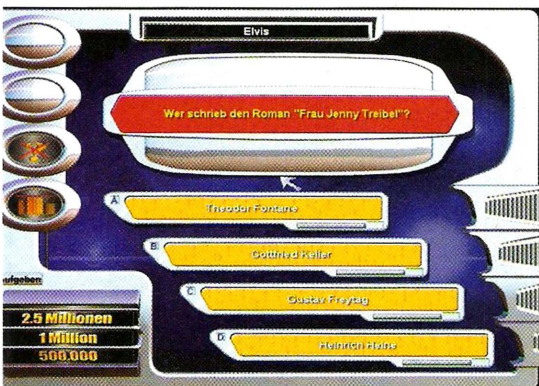 Elvis
Wer schrieb den Roman "Frau Jenny Treibel"?
A Theodor Fontane
B Gottfried Keller
C Gustav Freytag
D Heinrich Heine
ufgeben
2.5 Millionen
1 Million
500.000